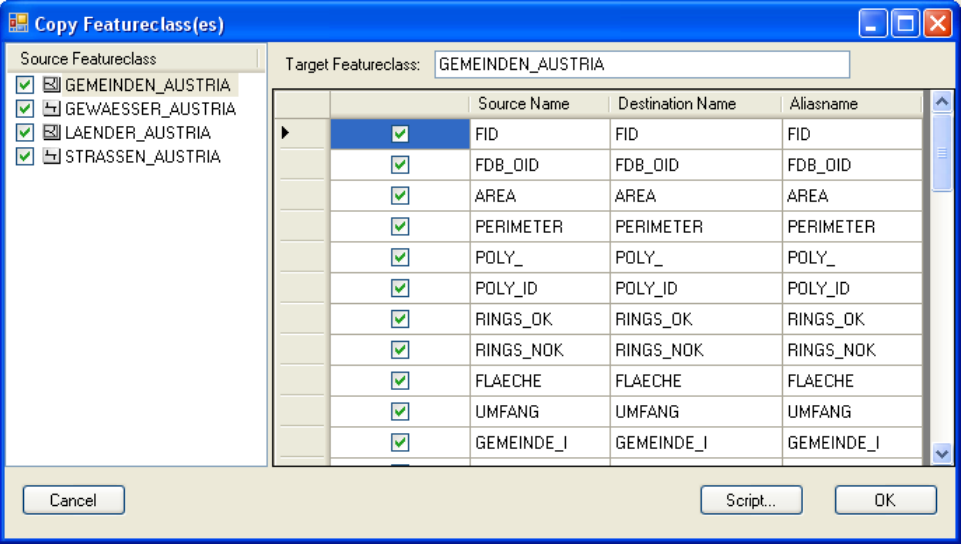 Copy Featureclass(es)
Source Featureclass
GEMEINDEN_AUSTRIA
GEWAESSER_AUSTRIA
LAENDER_AUSTRIA
STRASSEN_AUSTRIA
Target Featureclass: GEMEINDEN_AUSTRIA
Source Name Destination Name Aliasname
FID FID FID
FDB_OID FDB_OID FDB_OID
AREA AREA AREA
PERIMETER PERIMETER PERIMETER
POLY_ POLY_ POLY_
POLY_ID POLY_ID POLY_ID
RINGS_OK RINGS_OK RINGS_OK
RINGS_NOK RINGS_NOK RINGS_NOK
FLAECHE FLAECHE FLAECHE
UMFANG UMFANG UMFANG
GEMEINDE_I GEMEINDE_I GEMEINDE_I
Cancel Script... OK